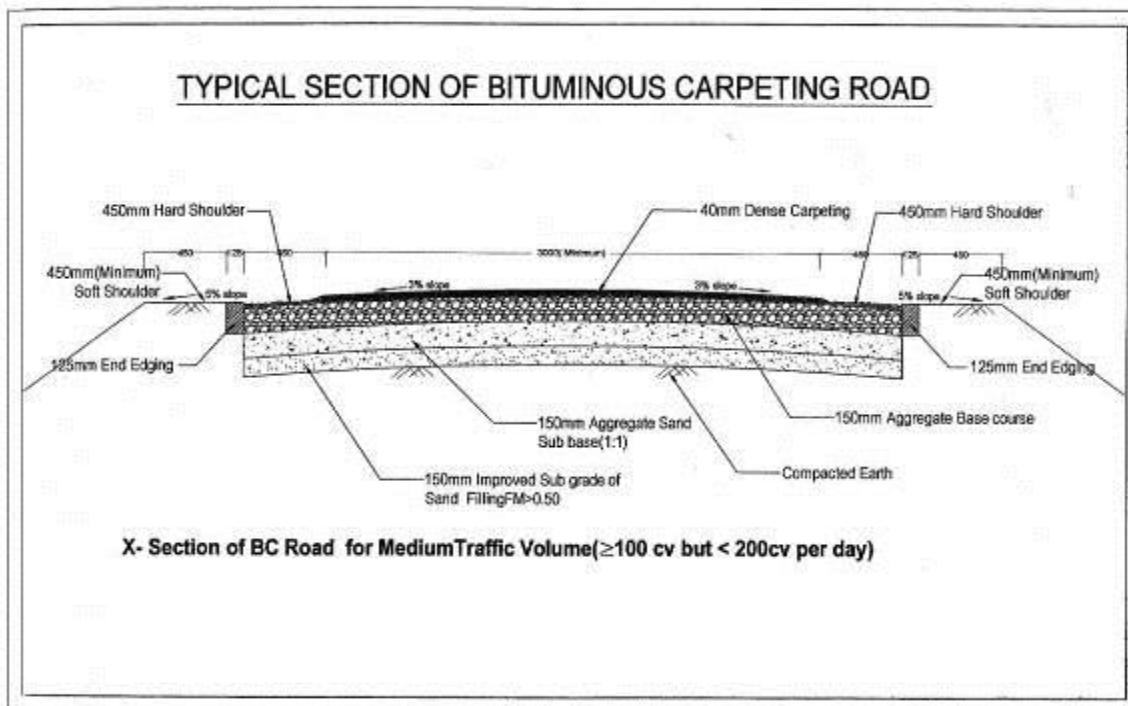 TYPICAL SECTION OF BITUMINOUS CARPETING ROAD
450mm Hard Shoulder
40mm Dense Carpeting
450mm Hard Shoulder
450
125
450
3000( Minimum)
450
125
450
450mm(Minimum)
Soft Shoulder
5% slope
3% slope
3% slope
5% slope
450mm(Minimum)
Soft Shoulder
125mm End Edging
125mm End Edging
150mm Aggregate Sand
Sub base(1:1)
150mm Aggregate Base course
150mm Improved Sub grade of
Sand FillingFM>0.50
Compacted Earth
X- Section of BC Road for MediumTraffic Volume(≥100 cv but < 200cv per day)